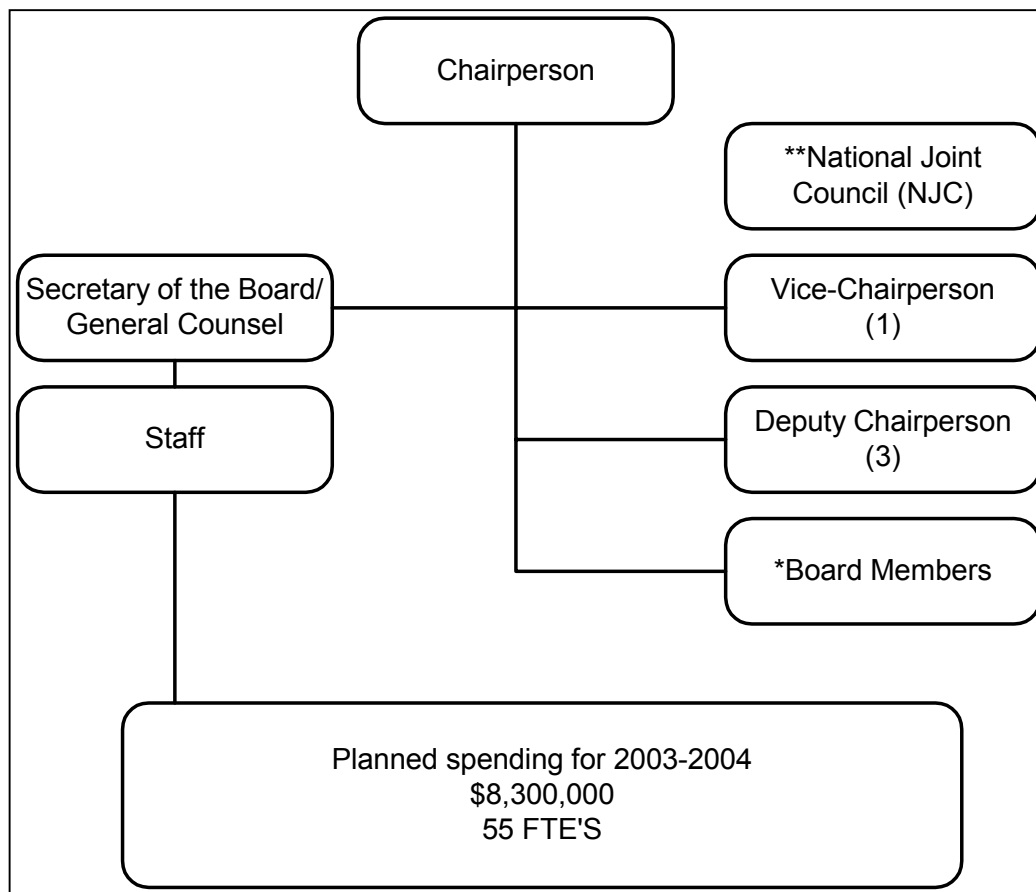 Chairperson
**National Joint
Council (NJC)
Secretary of the Board/
General Counsel
Vice-Chairperson
(1)
Staff
Deputy Chairperson
(3)
*Board Members
Planned spending for 2003-2004
$8,300,000
55 FTE'S